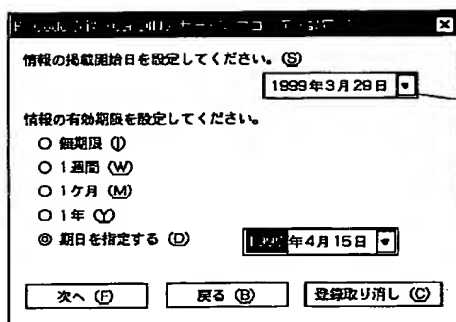 情報の掲載開始日を設定してください。(S)
1999年3月29日
情報の有効期限を設定してください。
無期限 (I)
1週間 (W)
1ケ月 (M)
1年 (Y)
期日を指定する (D)
1999年4月15日
次へ (F)
戻る (B)
登録取り消し (C)